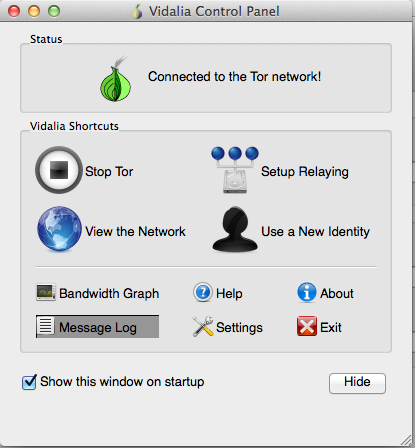 Vidalia Control Panel
Status
Connected to the Tor network!
Vidalia Shortcuts
Stop Tor
Setup Relaying
View the Network
Use a New Identity
Bandwidth Graph
Help
About
Message Log
Settings
Exit
Show this window on startup
Hide